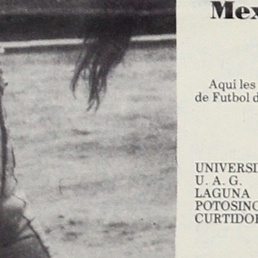 Mex
Aquí les
de Futbol d
UNIVERSI
U. A. G.
LAGUNA
POTOSINO
CURTIDOR